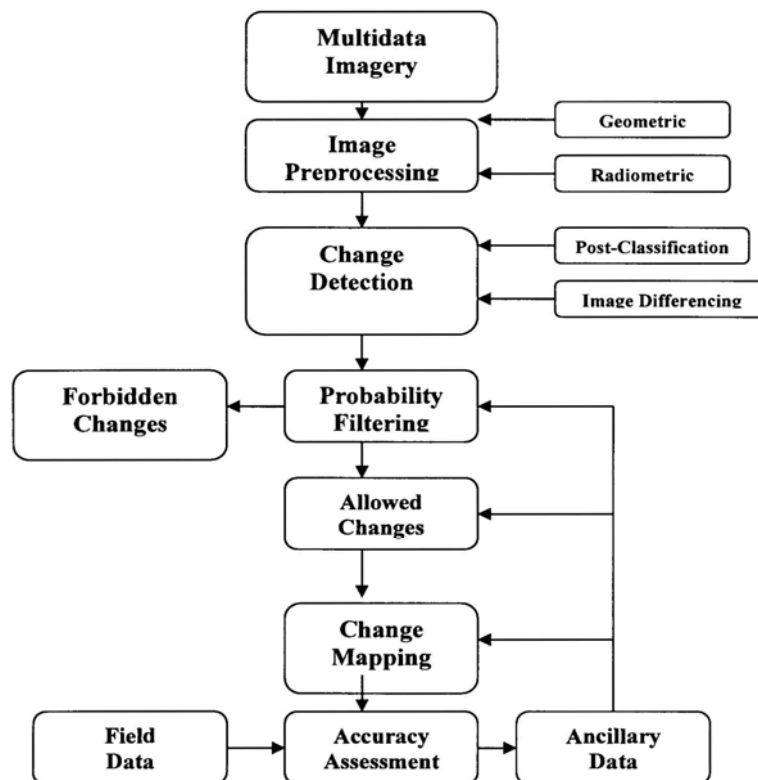 Multidata
Imagery
Geometric
Image
Preprocessing
Radiometric
Change
Detection
Post-Classification
Image Differencing
Forbidden
Changes
Probability
Filtering
Allowed
Changes
Change
Mapping
Field
Data
Accuracy
Assessment
Ancillary
Data